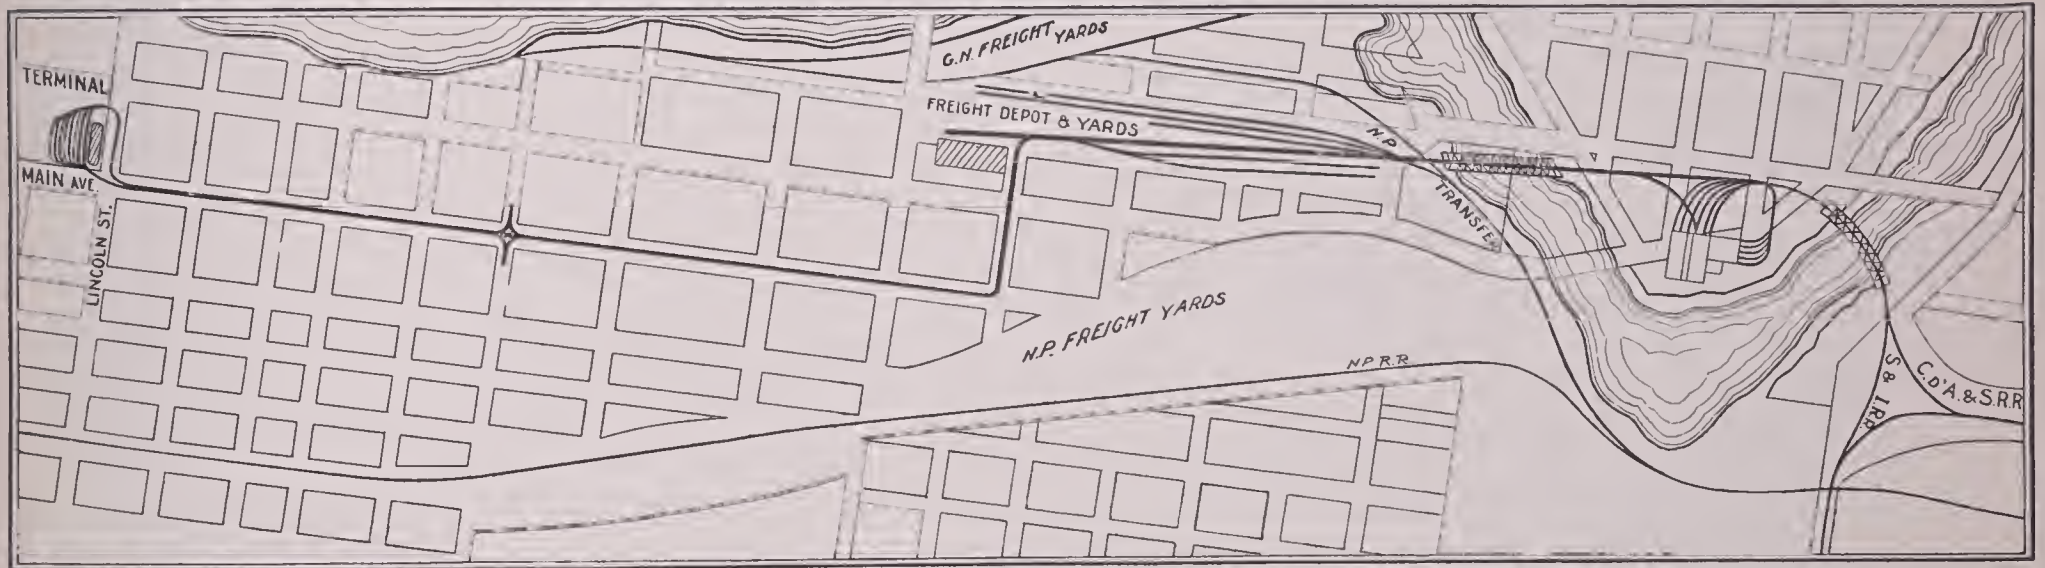 TERMINAL
MAIN AVE.
LINCOLN ST.
G.N. FREIGHT YARDS
FREIGHT DEPOT & YARDS
N.P.
TRANSFER
N.P. FREIGHT YARDS
N.P.R.R.
S & I.R.R.
C.D'A. & S.R.R